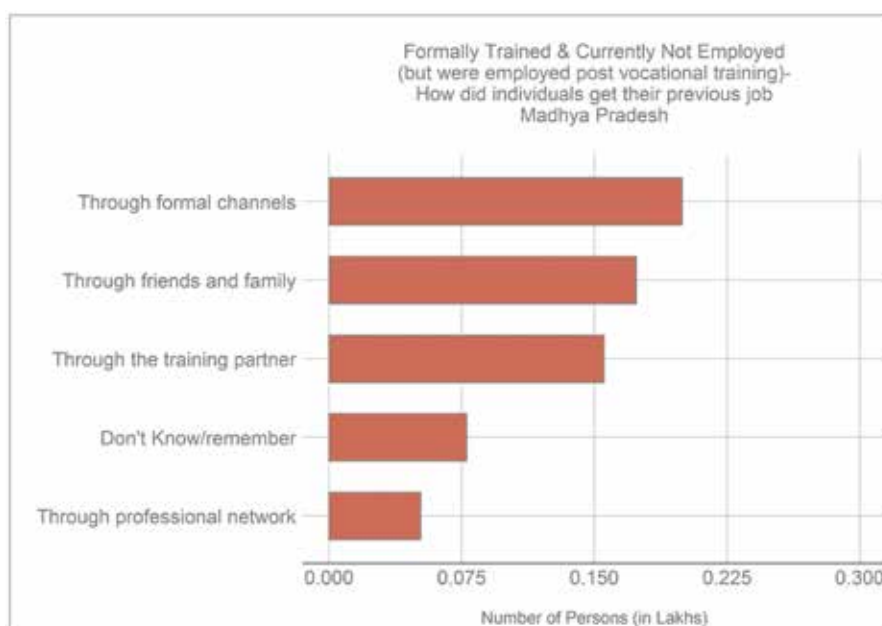 Formally Trained & Currently Not Employed
(but were employed post vocational training)-
How did individuals get their previous job
Madhya Pradesh
Through formal channels
Through friends and family
Through the training partner
Don't Know/remember
Through professional network
0.000 0.075 0.150 0.225 0.300
Number of Persons (in Lakhs)